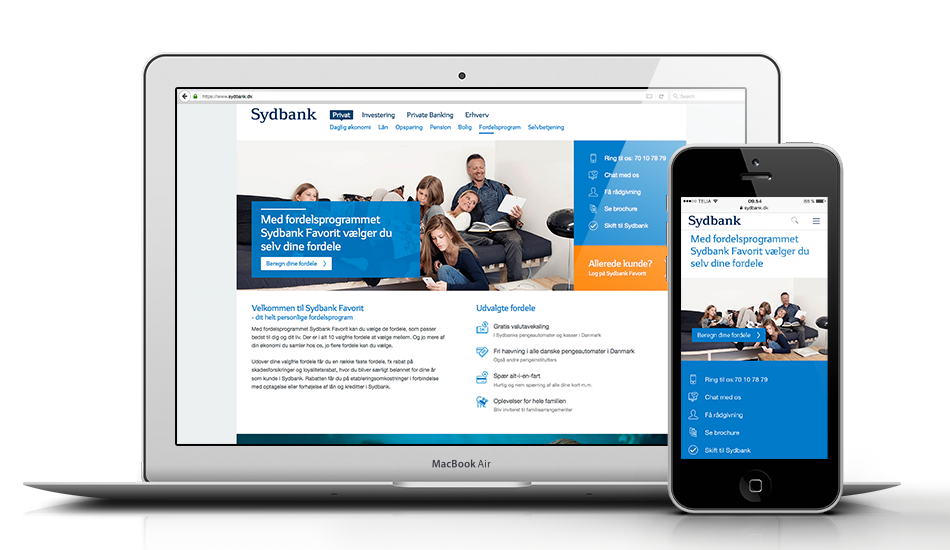 https://www.sydbank.dk
Search
Sydbank
Privat Investering Private Banking Erhverv
Daglig økonomi Lån Opsparing Pension Bolig Fordelsprogram Selvbetjening
Med fordelsprogrammet
Sydbank Favorit vælger du
selv dine fordele
Beregn dine fordele
Ring til os: 70 10 78 79
Chat med os
Få rådgivning
Se brochure
Skift til Sydbank
Allerede kunde?
Log på Sydbank Favorit
Velkommen til Sydbank Favorit
- dit helt personlige fordelsprogram
Med fordelsprogrammet Sydbank Favorit kan du vælge de fordele, som passer
bedst til dig og dit liv. Der er i alt 10 valgfrie fordele at vælge mellem. Og jo mere af
din økonomi du samler hos os, jo flere fordele kan du vælge.
Udover dine valgfrie fordele får du en række faste fordele, fx rabat på
skadesforsikringer og loyalitetsrabat, hvor du bliver særligt belønnet for dine år
som kunde i Sydbank. Rabatten får du på etableringsomkostninger i forbindelse
med optagelse eller forhøjelse af lån og kreditter i Sydbank.
Udvalgte fordele
Gratis valutaveksling
I Sydbanks pengeautomater og kasser i Danmark
Fri hævning i alle danske pengeautomater i Danmark
Også andre pengeinstitutters
Spær alt-i-en-fart
Hurtig og nem spærring af alle dine kort m.m.
Oplevelser for hele familien
Bliv inviteret til familiearrangementer
MacBook Air
TELIA 09.54 88 %
sydbank.dk
Sydbank
Med fordelsprogrammet
Sydbank Favorit vælger du
selv dine fordele
Beregn dine fordele
Ring til os 70 10 78 79
Chat med os
Få rådgivning
Se brochure
Skift til Sydbank